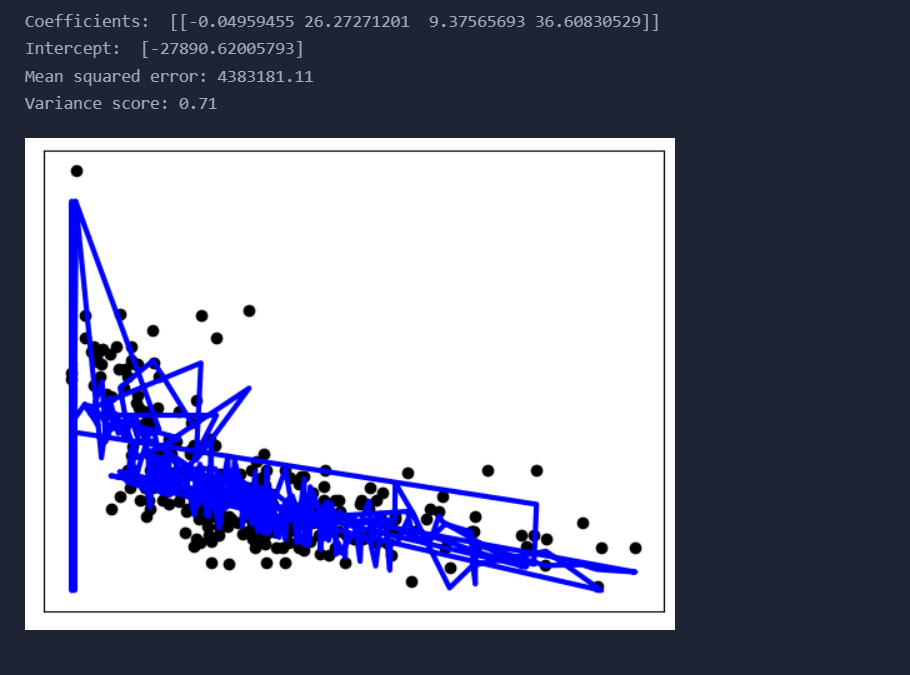 Coefficients:  [[-0.04959455 26.27271201  9.37565693 36.60830529]]
Intercept:  [-27890.62005793]
Mean squared error: 4383181.11
Variance score: 0.71